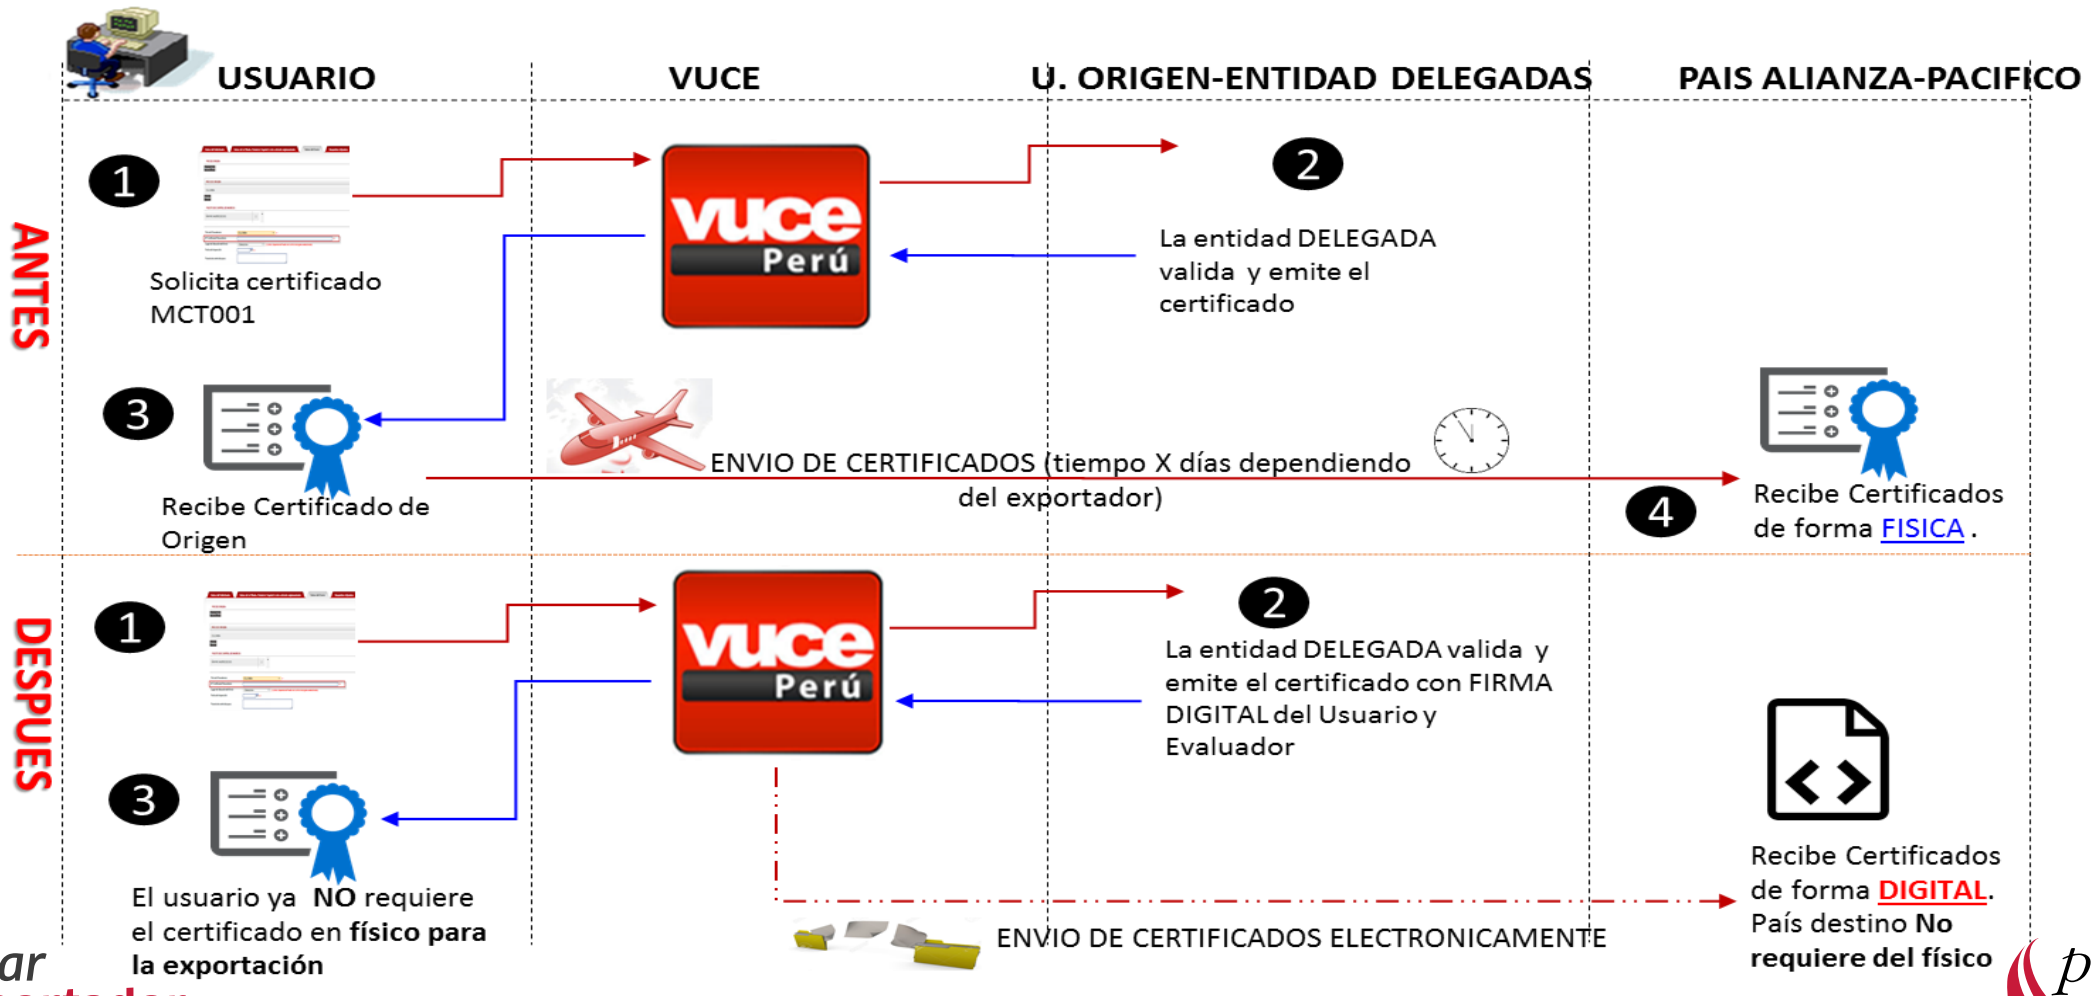 USUARIO
VUCE
U. ORIGEN-ENTIDAD DELEGADAS
PAIS ALIANZA-PACIFICO
ANTES
1
Solicita certificado
MCT001
vuce
Perú
2
La entidad DELEGADA
valida y emite el
certificado
3
Recibe Certificado de
Origen
ENVIO DE CERTIFICADOS (tiempo X días dependiendo
del exportador)
4
Recibe Certificados
de forma FISICA .
DESPUES
1
vuce
Perú
2
La entidad DELEGADA valida y
emite el certificado con FIRMA
DIGITAL del Usuario y
Evaluador
3
El usuario ya NO requiere
el certificado en físico para
la exportación
ENVIO DE CERTIFICADOS ELECTRONICAMENTE
Recibe Certificados
de forma DIGITAL.
País destino No
requiere del físico
ar
p